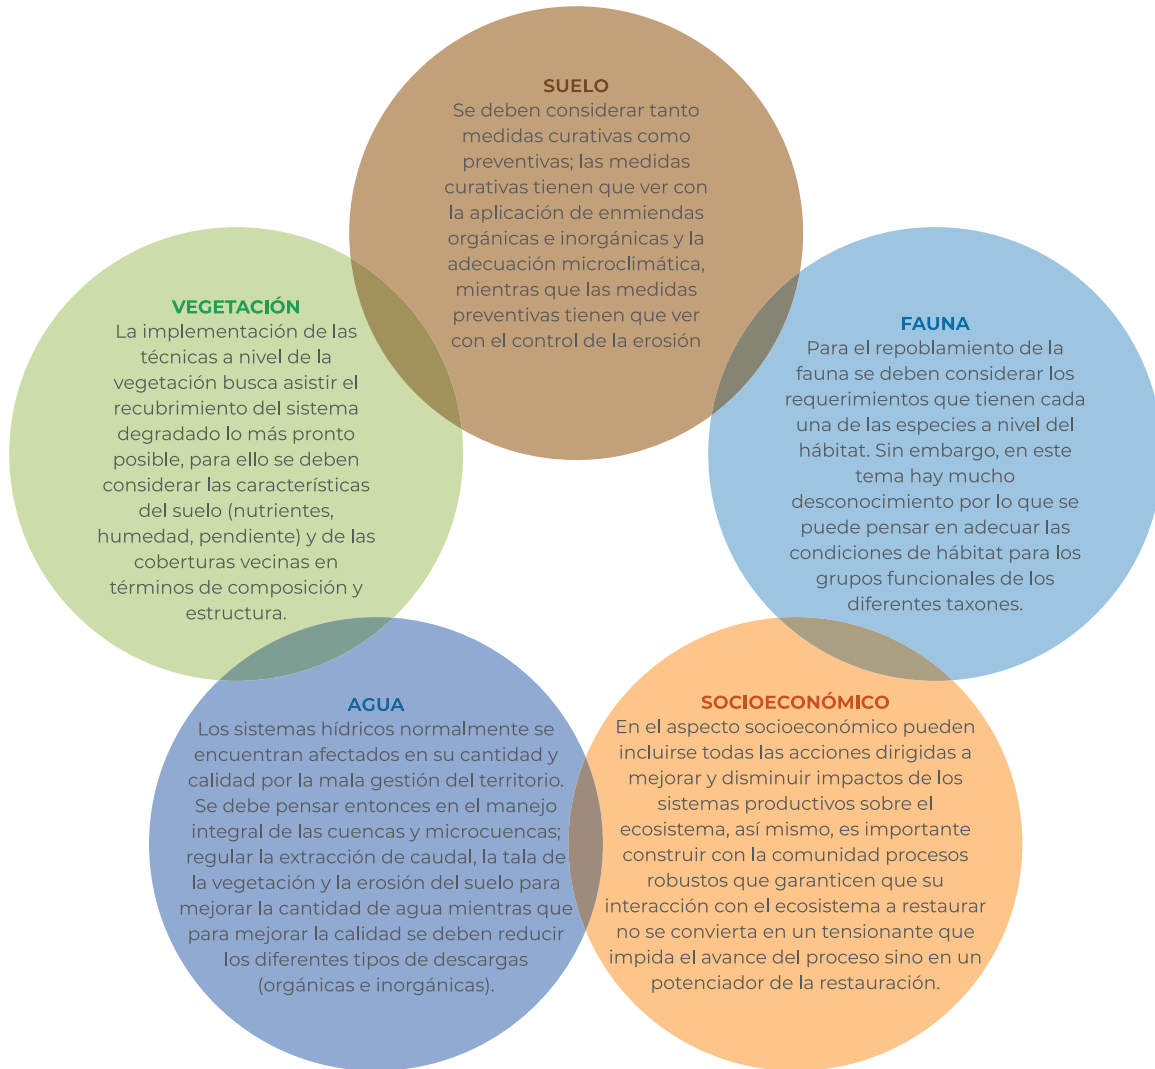 SUELO
Se deben considerar tanto
medidas curativas como
preventivas; las medidas
curativas tienen que ver con
la aplicación de enmiendas
orgánicas e inorgánicas y la
adecuación microclimática,
mientras que las medidas
preventivas tienen que ver
con el control de la erosión
VEGETACIÓN
La implementación de las
técnicas a nivel de la
vegetación busca asistir el
recubrimiento del sistema
degradado lo más pronto
posible, para ello se deben
considerar las características
del suelo (nutrientes,
humedad, pendiente) y de las
coberturas vecinas en
términos de composición y
estructura.
FAUNA
Para el repoblamiento de la
fauna se deben considerar los
requerimientos que tienen cada
una de las especies a nivel del
hábitat. Sin embargo, en este
tema hay mucho
desconocimiento por lo que se
puede pensar en adecuar las
condiciones de hábitat para los
grupos funcionales de los
diferentes taxones.
AGUA
Los sistemas hídricos normalmente se
encuentran afectados en su cantidad y
calidad por la mala gestión del territorio.
Se debe pensar entonces en el manejo
integral de las cuencas y microcuencas;
regular la extracción de caudal, la tala de
la vegetación y la erosión del suelo para
mejorar la cantidad de agua mientras que
para mejorar la calidad se deben reducir
los diferentes tipos de descargas
(orgánicas e inorgánicas).
SOCIOECONÓMICO
En el aspecto socioeconómico pueden
incluirse todas las acciones dirigidas a
mejorar y disminuir impactos de los
sistemas productivos sobre el
ecosistema, así mismo, es importante
construir con la comunidad procesos
robustos que garanticen que su
interacción con el ecosistema a restaurar
no se convierta en un tensionante que
impida el avance del proceso sino en un
potenciador de la restauración.